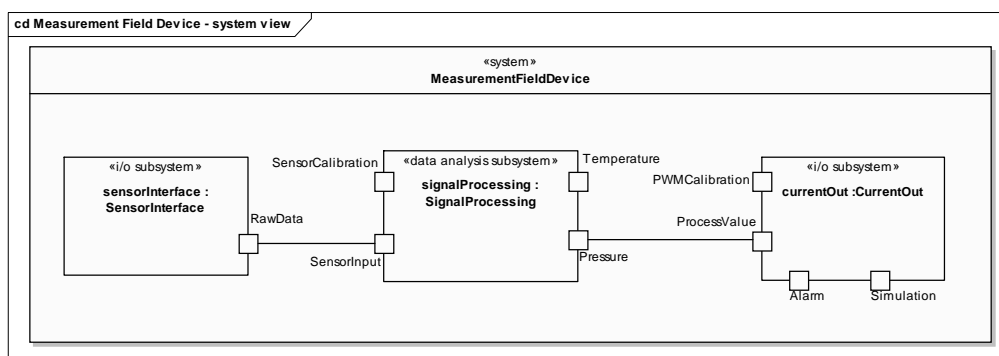 cd Measurement Field Device - system view
«system»
MeasurementFieldDevice
«i/o subsystem»
sensorInterface :
SensorInterface
RawData
SensorCalibration
SensorInput
«data analysis subsystem»
signalProcessing :
SignalProcessing
Temperature
Pressure
PWMCalibration
ProcessValue
«i/o subsystem»
currentOut :CurrentOut
Alarm
Simulation